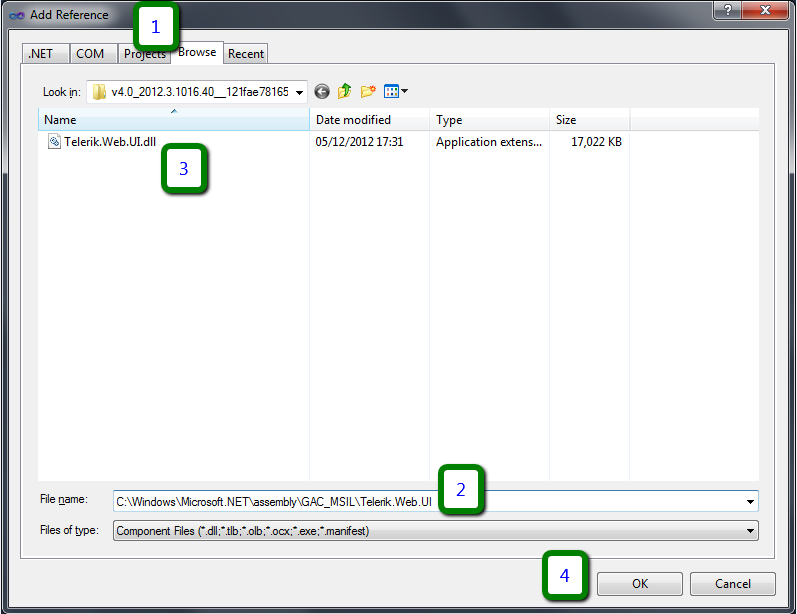 Add Reference
1
.NET COM Projects Browse Recent
Look in: v4.0_2012.3.1016.40__121fae78165
Name Date modified Type Size
Telerik.Web.UI.dll 05/12/2012 17:31 Application extens... 17,022 KB
3
2
File name: C:\Windows\Microsoft.NET\assembly\GAC_MSIL\Telerik.Web.UI
Files of type: Component Files (*.dll;*.tlb;*.olb;*.ocx;*.exe;*.manifest)
4
OK Cancel